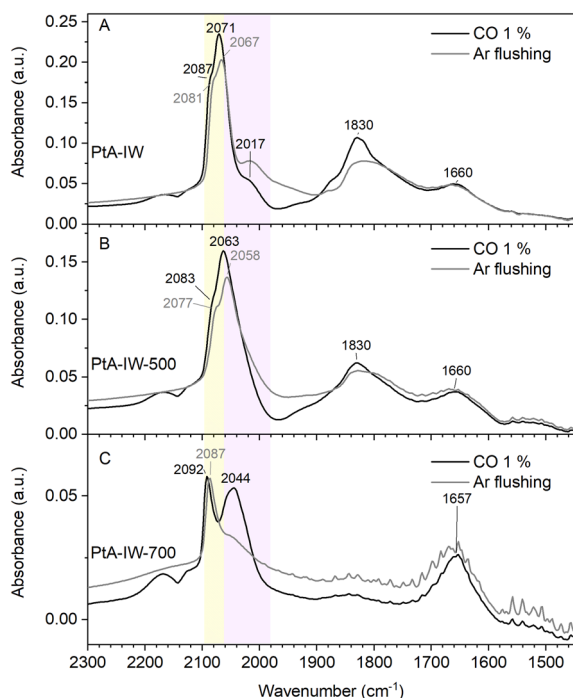 A
CO 1 %
Ar flushing
2071
2067
2087
2081
2017
1830
1660
PtA-IW
0.25
0.20
0.15
0.10
0.05
0.00
Absorbance (a.u.)
B
CO 1 %
Ar flushing
2063
2058
2083
2077
1830
1660
PtA-IW-500
0.15
0.10
0.05
0.00
Absorbance (a.u.)
C
CO 1 %
Ar flushing
2087
2092
2044
1657
PtA-IW-700
0.05
0.00
Absorbance (a.u.)
2300 2200 2100 2000 1900 1800 1700 1600 1500
Wavenumber (cm-1)